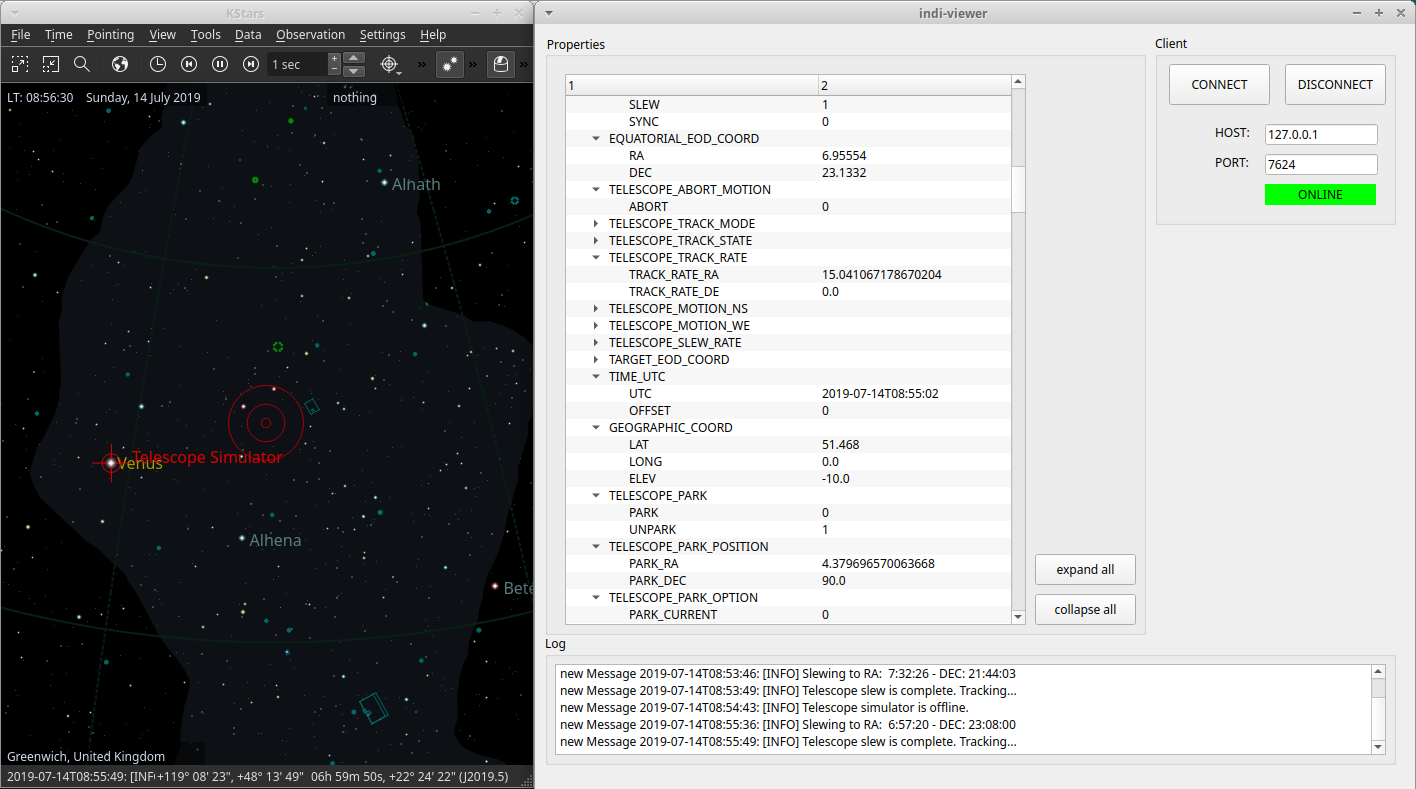 KStars
File Time Pointing View Tools Data Observation Settings Help
1 sec
LT: 08:56:30 Sunday, 14 July 2019
nothing
Alnath
Telescope Simulator
Venus
Alhena
Greenwich, United Kingdom
+119° 08' 23", +48° 13' 49" 06h 59m 50s, +22° 24' 22" (J2019.5)
2019-07-14T08:55:49: [INF
indi-viewer
Properties
1 2
SLEW 1
SYNC 0
EQUATORIAL_EOD_COORD
RA 6.95554
DEC 23.1332
TELESCOPE_ABORT_MOTION
ABORT 0
TELESCOPE_TRACK_MODE
TELESCOPE_TRACK_STATE
TELESCOPE_TRACK_RATE
TRACK_RATE_RA 15.041067178670204
TRACK_RATE_DE 0.0
TELESCOPE_MOTION_NS
TELESCOPE_MOTION_WE
TELESCOPE_SLEW_RATE
TARGET_EOD_COORD
TIME_UTC
UTC 2019-07-14T08:55:02
OFFSET 0
GEOGRAPHIC_COORD
LAT 51.468
LONG 0.0
ELEV -10.0
TELESCOPE_PARK
PARK 0
UNPARK 1
TELESCOPE_PARK_POSITION
PARK_RA 4.379696570063668
PARK_DEC 90.0
TELESCOPE_PARK_OPTION
PARK_CURRENT 0
expand all
collapse all
Client
CONNECT DISCONNECT
HOST: 127.0.0.1
PORT: 7624
ONLINE
Log
new Message 2019-07-14T08:53:46: [INFO] Slewing to RA: 7:32:26 - DEC: 21:44:03
new Message 2019-07-14T08:53:49: [INFO] Telescope slew is complete. Tracking...
new Message 2019-07-14T08:54:43: [INFO] Telescope simulator is offline.
new Message 2019-07-14T08:55:36: [INFO] Slewing to RA: 6:57:20 - DEC: 23:08:00
new Message 2019-07-14T08:55:49: [INFO] Telescope slew is complete. Tracking...